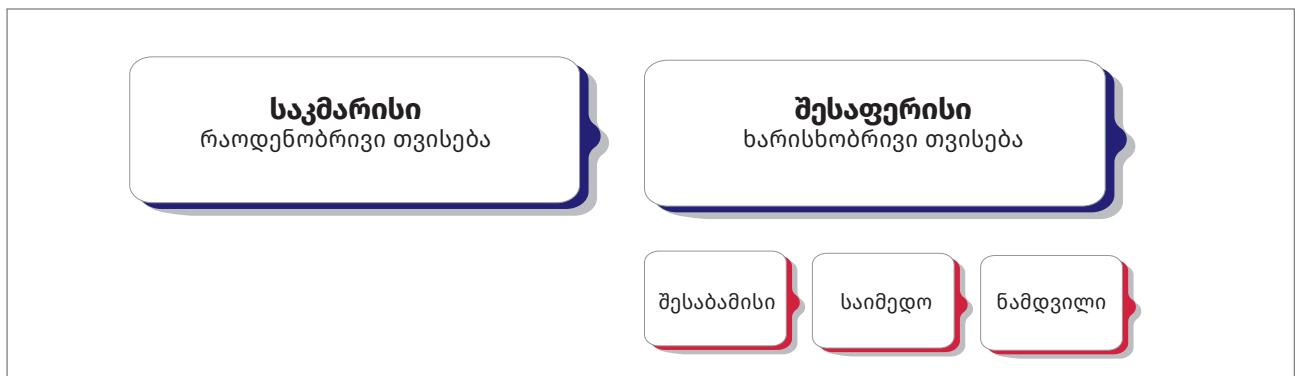 საკმარისი
რაოდენობრივი თვისება
შესაფერისი
ხარისხობრივი თვისება
შესაბამისი
საიმედო
ნამდვილი